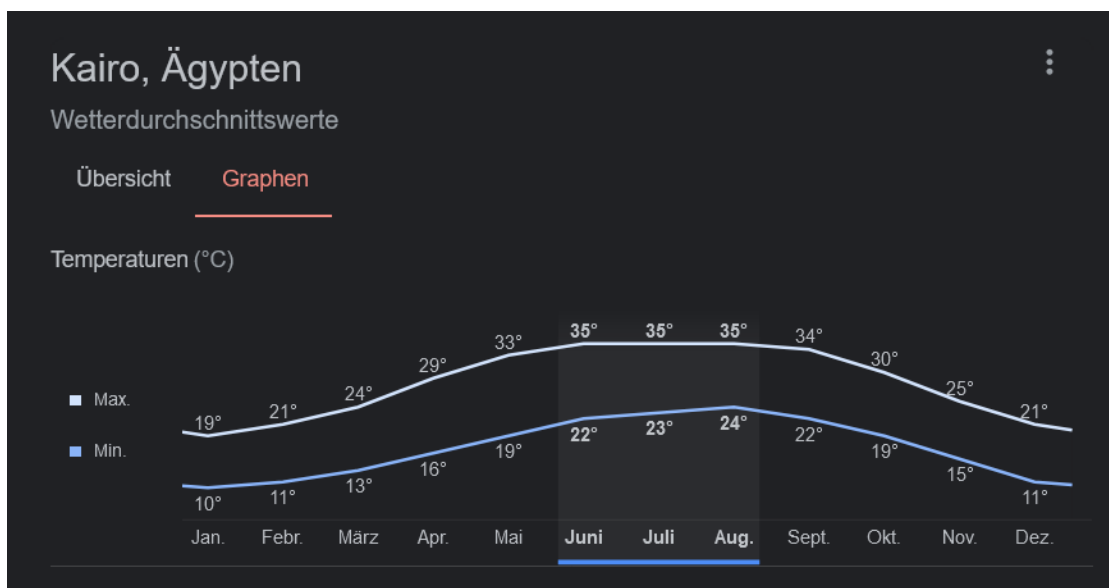 Kairo, Ägypten
Wetterdurchschnittswerte
Übersicht Graphen
Temperaturen (°C)
19° 21° 24° 29° 33° 35° 35° 35° 34° 30° 25° 21°
Max.
Min.
10° 11° 13° 16° 19° 22° 23° 24° 22° 19° 15° 11°
Jan. Febr. März Apr. Mai Juni Juli Aug. Sept. Okt. Nov. Dez.